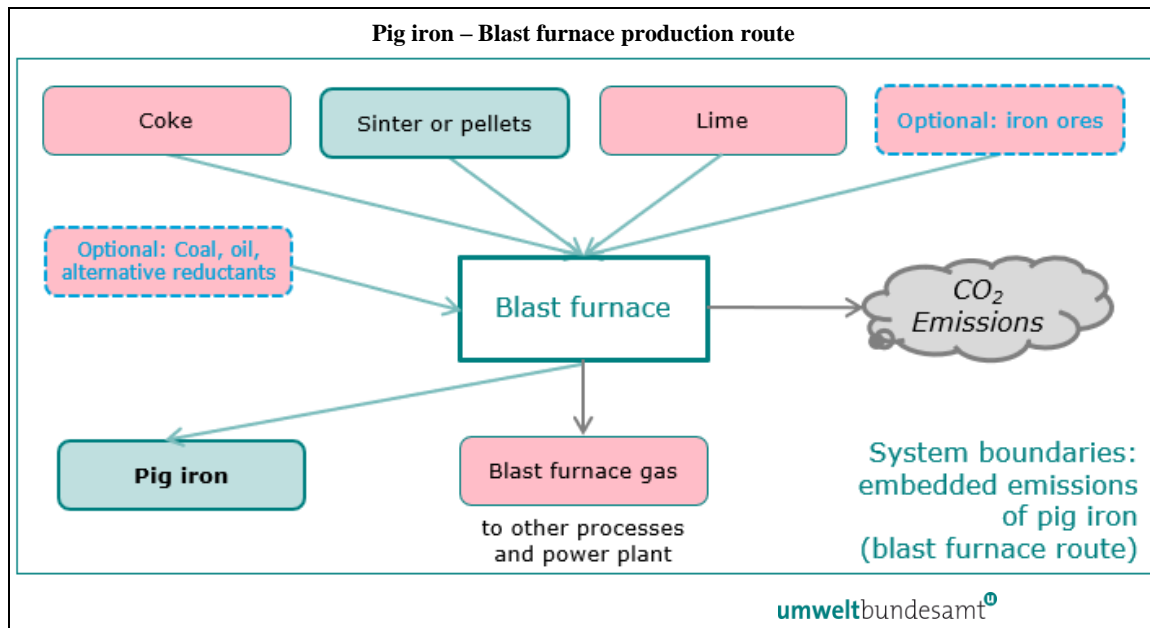 Pig iron – Blast furnace production route
Coke
Sinter or pellets
Lime
Optional: iron ores
Optional: Coal, oil,
alternative reductants
Blast furnace
CO₂
Emissions
Pig iron
Blast furnace gas
to other processes
and power plant
System boundaries:
embedded emissions
of pig iron
(blast furnace route)
umweltbundesamt
u